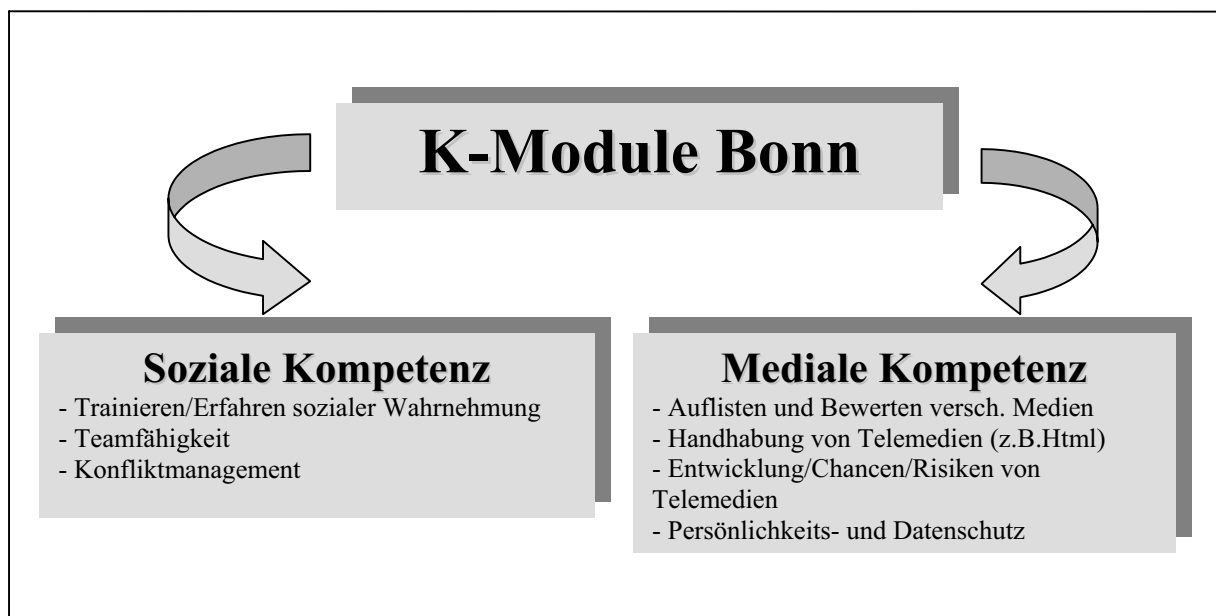 K-Module Bonn
Soziale Kompetenz
- Trainieren/Erfahren sozialer Wahrnehmung
- Teamfähigkeit
- Konfliktmanagement
Mediale Kompetenz
- Auflisten und Bewerten versch. Medien
- Handhabung von Telemedien (z.B.Html)
- Entwicklung/Chancen/Risiken von
Telemedien
- Persönlichkeits- und Datenschutz